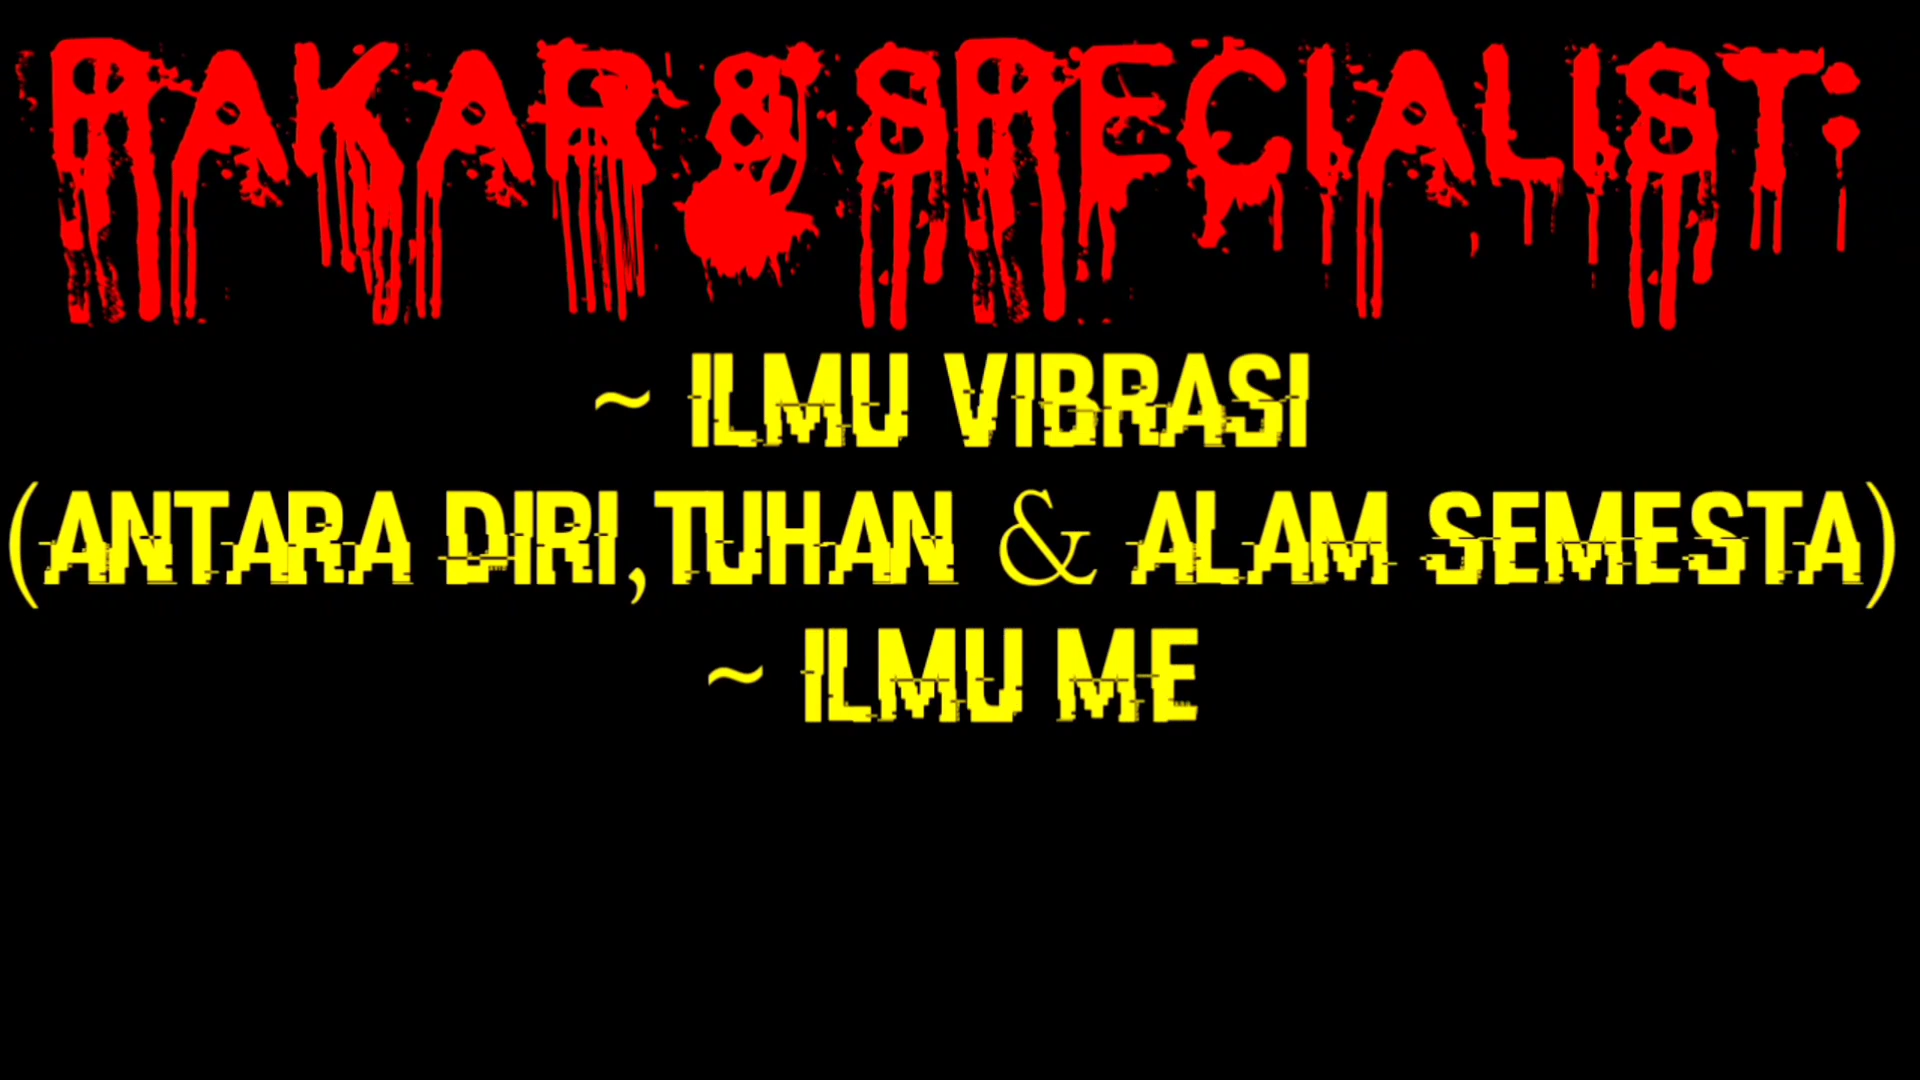 PAKAR & SPECIALIST:
~ ILMU VIBRASI
(ANTARA DIRI,TUHAN & ALAM SEMESTA)
~ ILMU ME